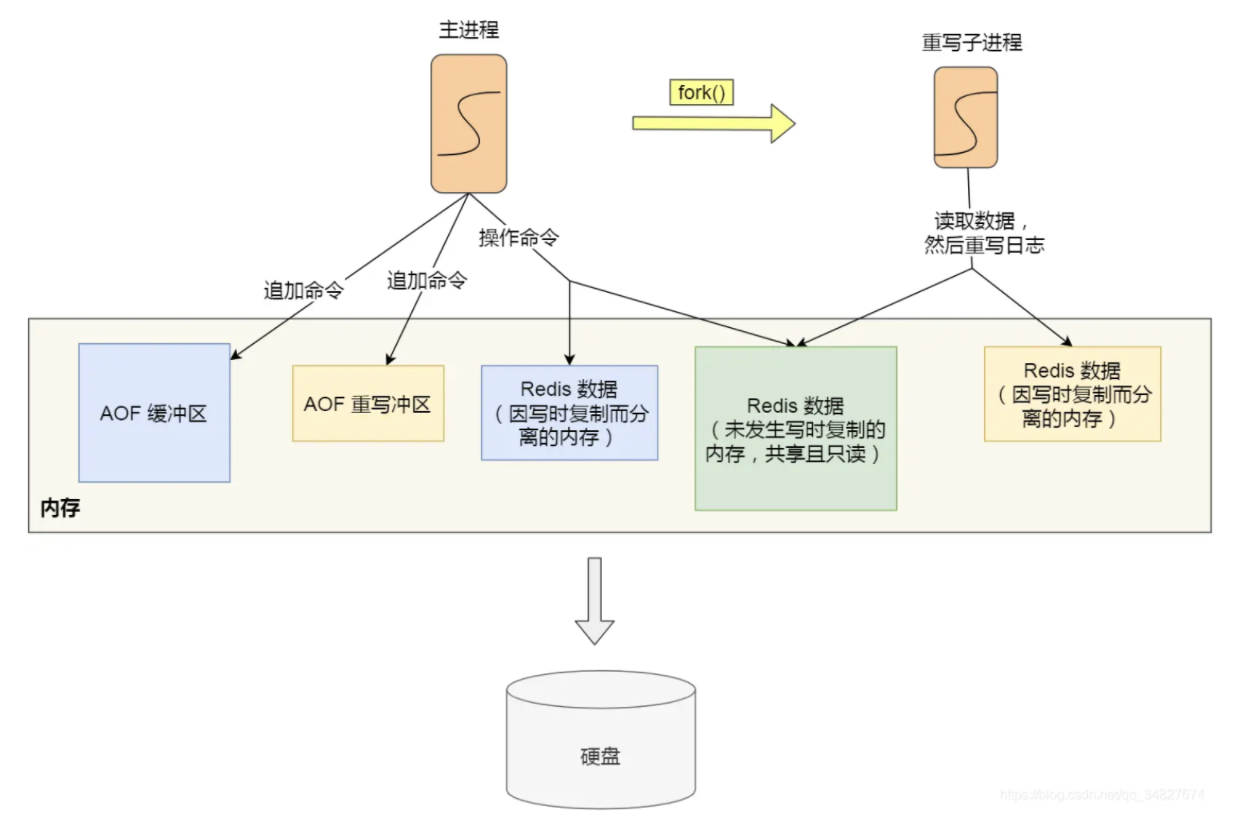 主进程
重写子进程
fork()
操作命令
读取数据，
然后重写日志
追加命令
追加命令
AOF 缓冲区
AOF 重写冲区
Redis 数据
（因写时复制而分
离的内存）
Redis 数据
（未发生写时复制的
内存，共享且只读）
Redis 数据
（因写时复制而分
离的内存）
内存
硬盘
https://blog.csdn.net/qq_34827674